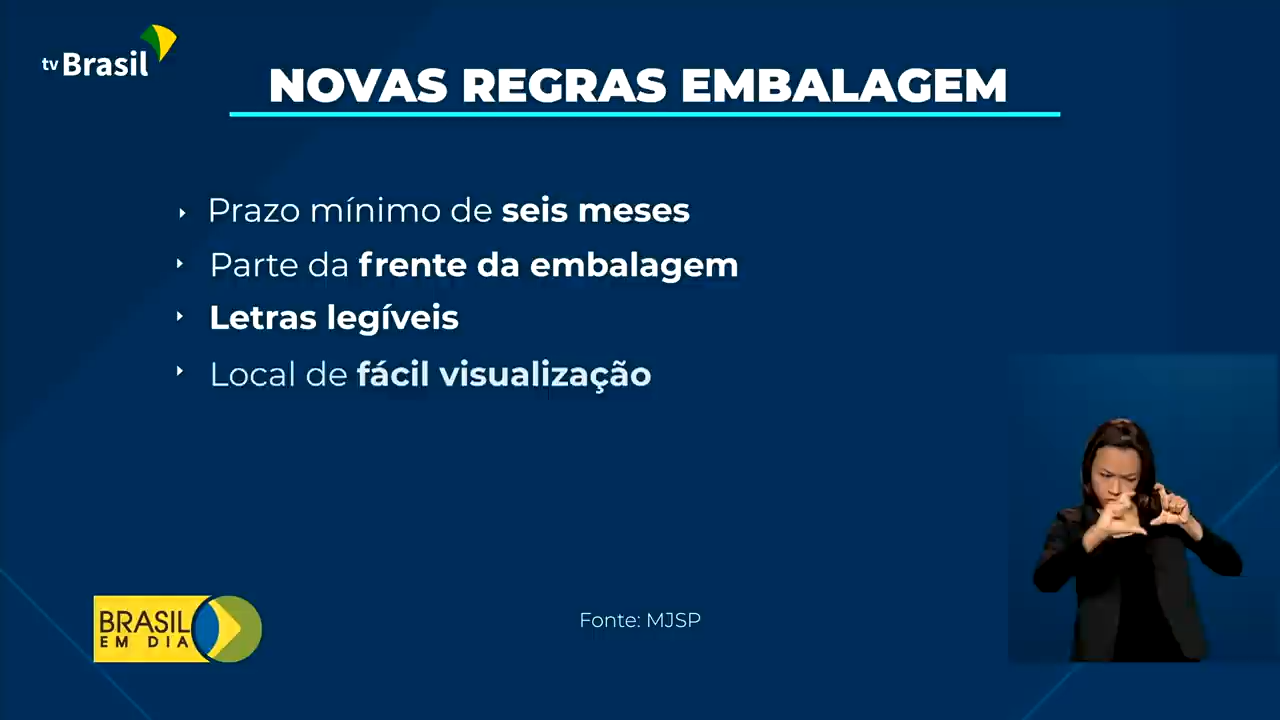 tv Brasil
NOVAS REGRAS EMBALAGEM
Prazo mínimo de seis meses
Parte da frente da embalagem
Letras legíveis
Local de fácil visualização
BRASIL
EM DIA
Fonte: MJSP